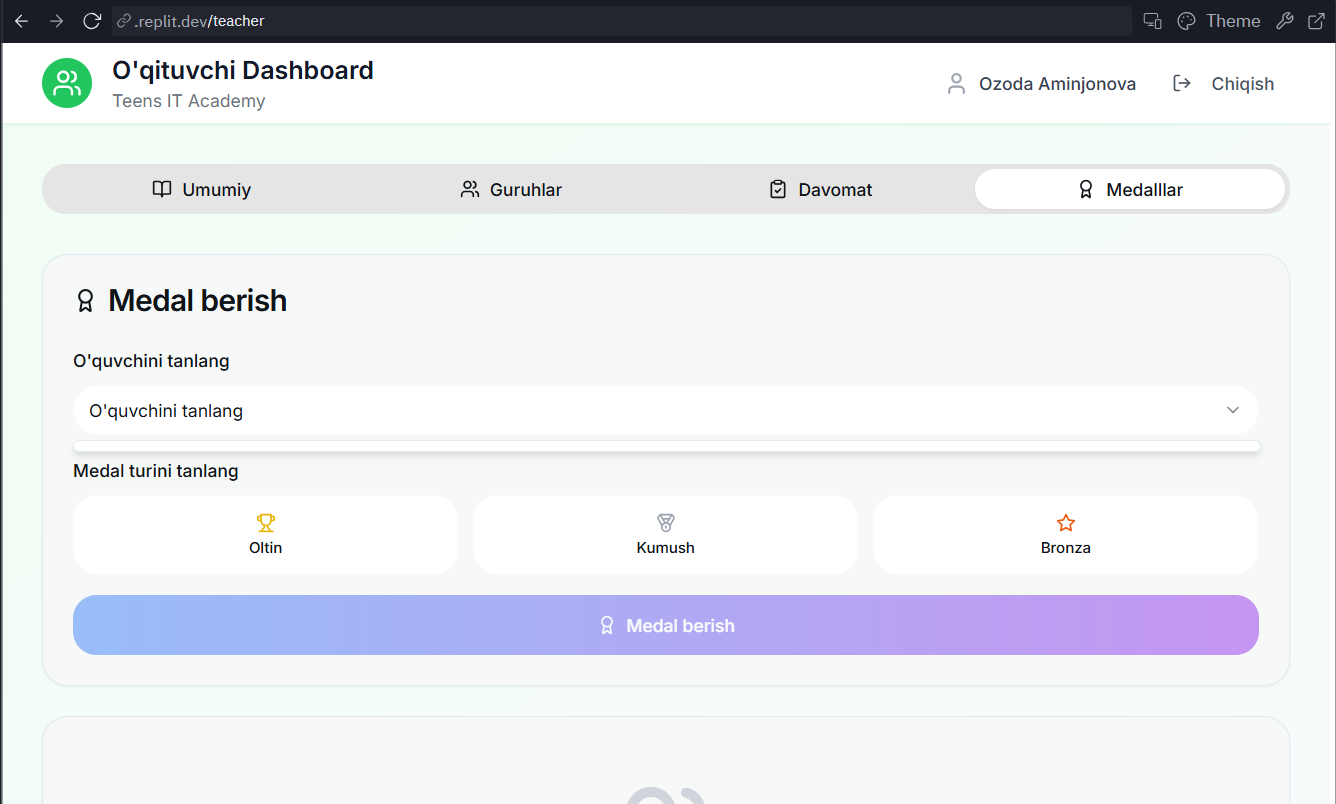 .replit.dev/teacher
Theme
O'qituvchi Dashboard
Teens IT Academy
Ozoda Aminjonova
Chiqish
Umumiy
Guruhlar
Davomat
Medalllar
Medal berish
O'quvchini tanlang
O'quvchini tanlang
Medal turini tanlang
Oltin
Kumush
Bronza
Medal berish